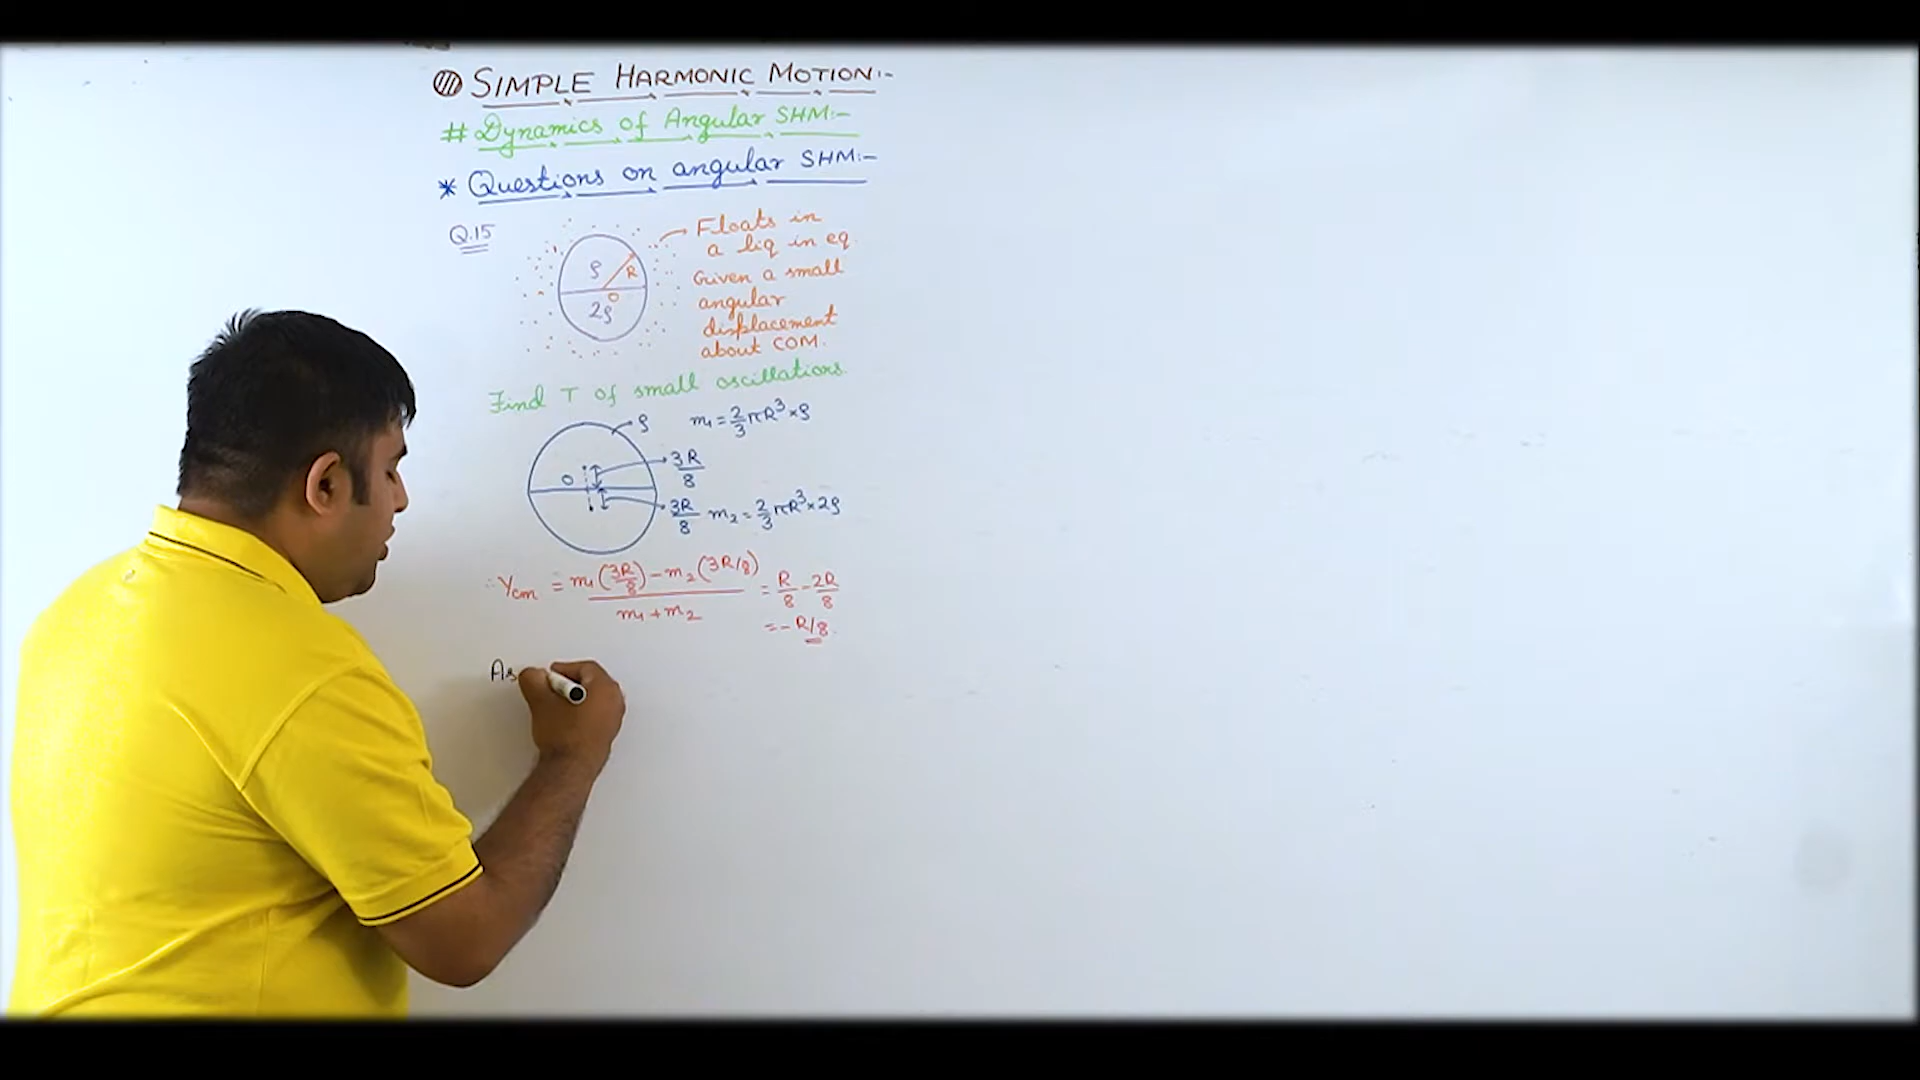 SIMPLE HARMONIC MOTION:-
# Dynamics of Angular SHM:-
* Questions on angular SHM:-
Q.15
ρ
R
O
2ρ
Floats in
a liq in eq.
Given a small
angular
displacement
about COM.
Find T of small oscillations.
ρ
m₁ = 2/3 πR³ × ρ
O
3R/8
3R/8
m₂ = 2/3 πR³ × 2ρ
∴ Ycm = (m₁(3R/8) - m₂(3R/8))/(m₁ + m₂) = R/8 - 2R/8
= - R/8.
As